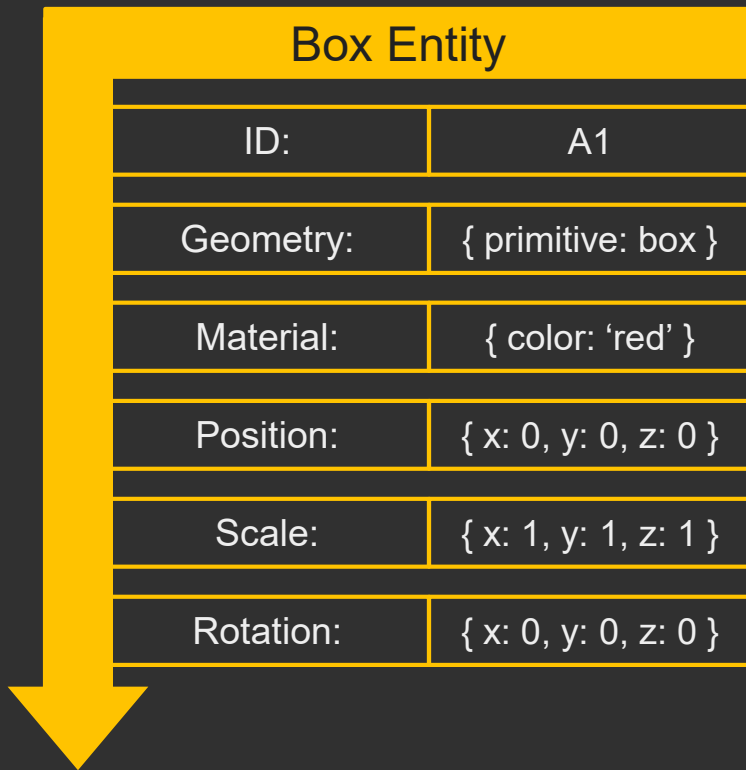 Box Entity
ID: A1
Geometry: { primitive: box }
Material: { color: ‘red’ }
Position: { x: 0, y: 0, z: 0 }
Scale: { x: 1, y: 1, z: 1 }
Rotation: { x: 0, y: 0, z: 0 }